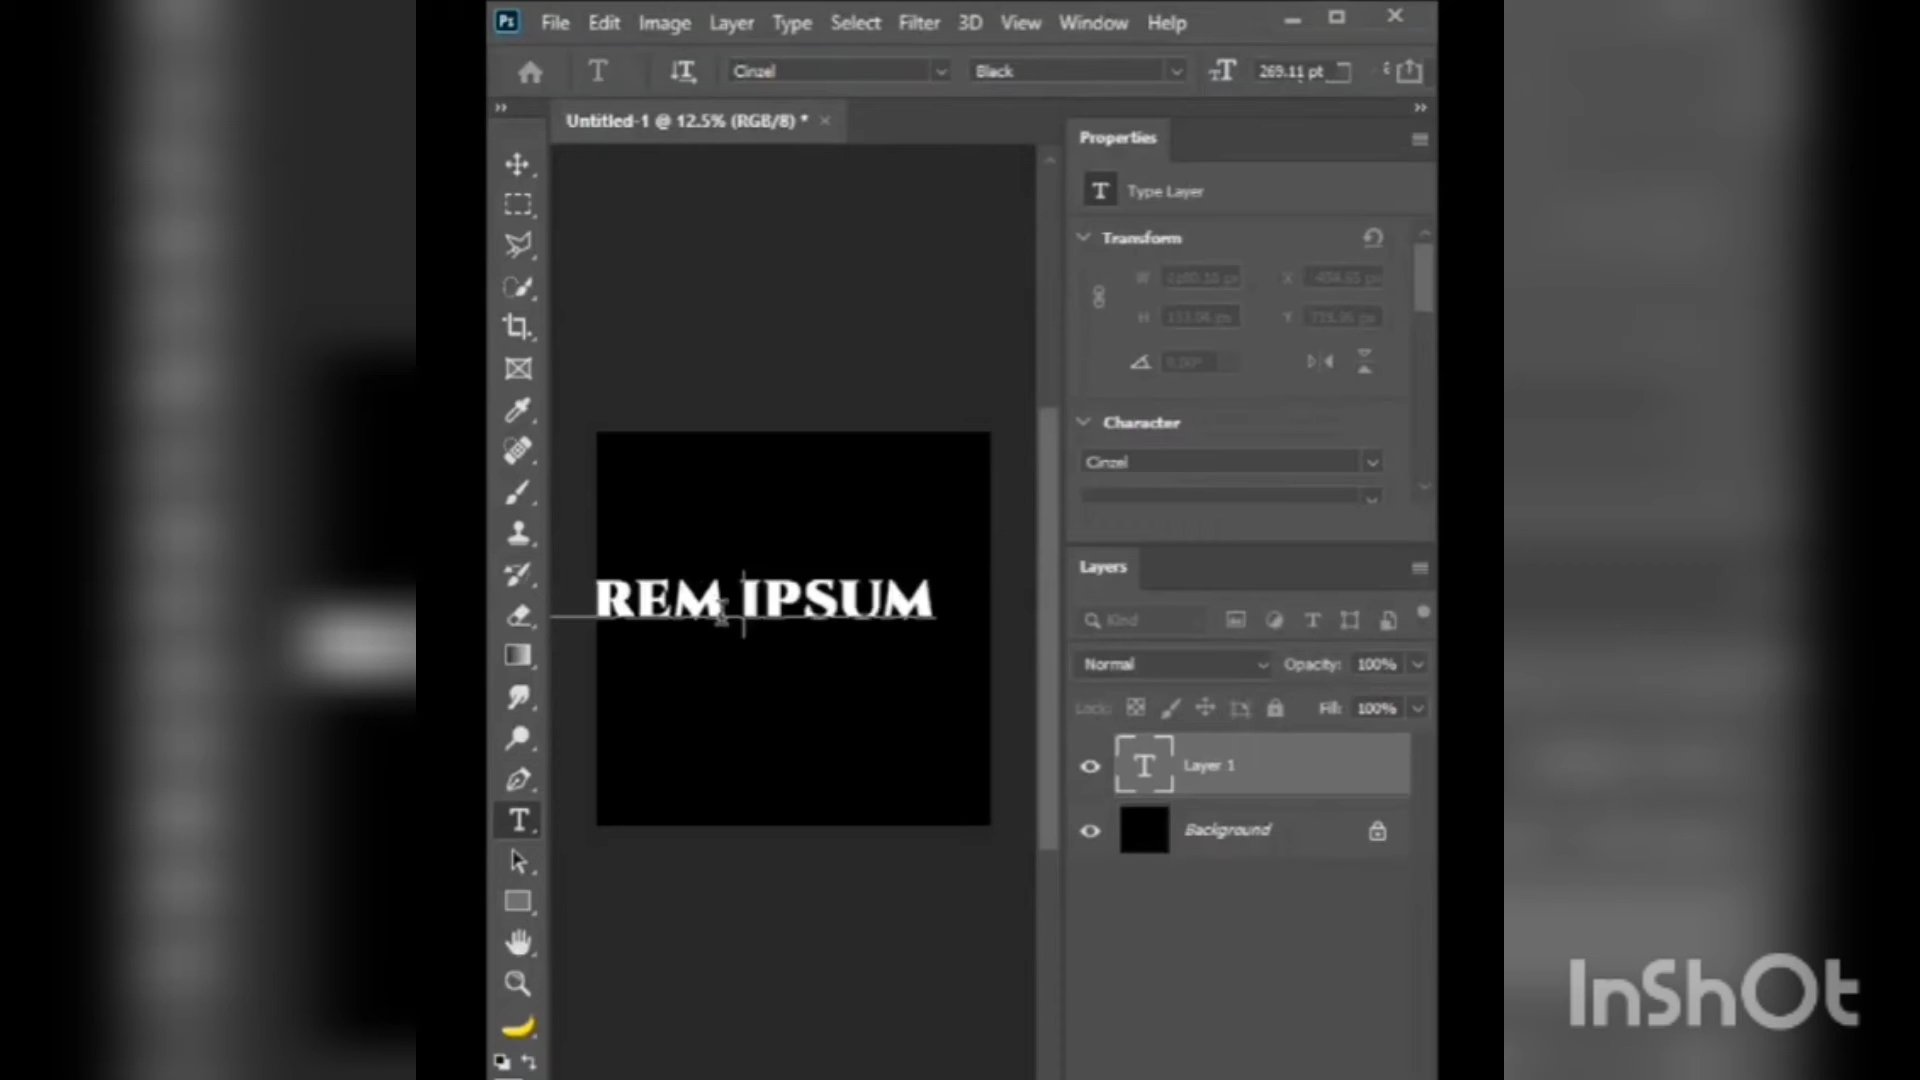 Ps File Edit Image Layer Type Select Filter 3D View Window Help
T Cinzel Black 269.11 pt
Untitled-1 @ 12.5% (RGB/8) *
Properties
T Type Layer
Transform
W X
H Y
Character
Cinzel
REM IPSUM
Layers
Kind
Normal Opacity: 100%
Lock: Fill: 100%
T Layer 1
Background
InShOt